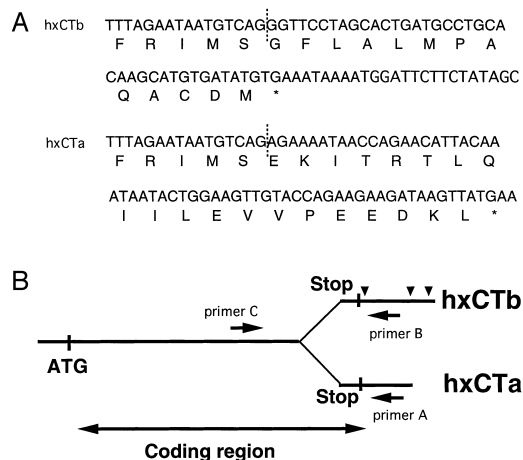 A
hxCTb TTTAGAATAATGTCAGGGTTCCTAGCACTGATGCCTGCA
F R I M S G F L A L M P A
CAAGCATGTGATATGTGAAATAAAATGGATTCTTCTATAGC
Q A C D M *
hxCTa TTTAGAATAATGTCAGAGAAAATAACCAGAACATTACAA
F R I M S E K I T R T L Q
ATAATACTGGAAGTTGTACCAGAAGAAGATAAGTTATGAA
I I L E V V P E E D K L *
B
Stop
hxCTb
primer C
primer B
ATG
hxCTa
Stop
primer A
Coding region